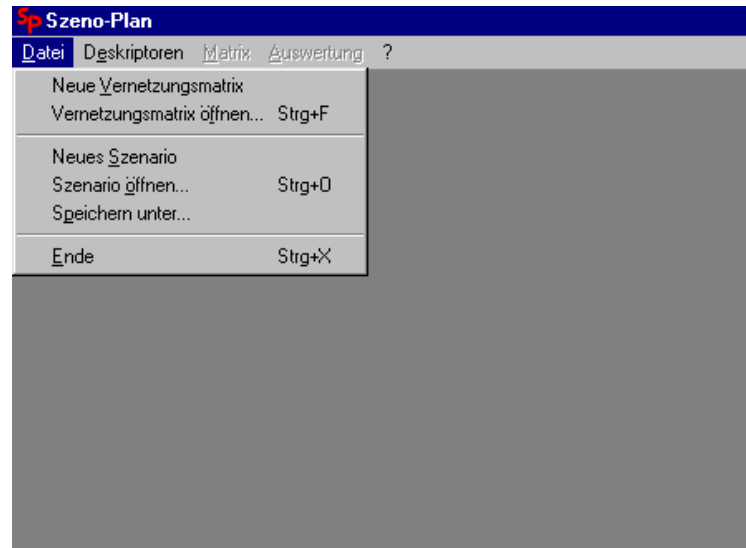 Sp Szeno-Plan
Datei Deskriptoren Matrix Auswertung ?
Neue Vernetzungsmatrix
Vernetzungsmatrix öffnen... Strg+F
Neues Szenario
Szenario öffnen... Strg+O
Speichern unter...
Ende Strg+X